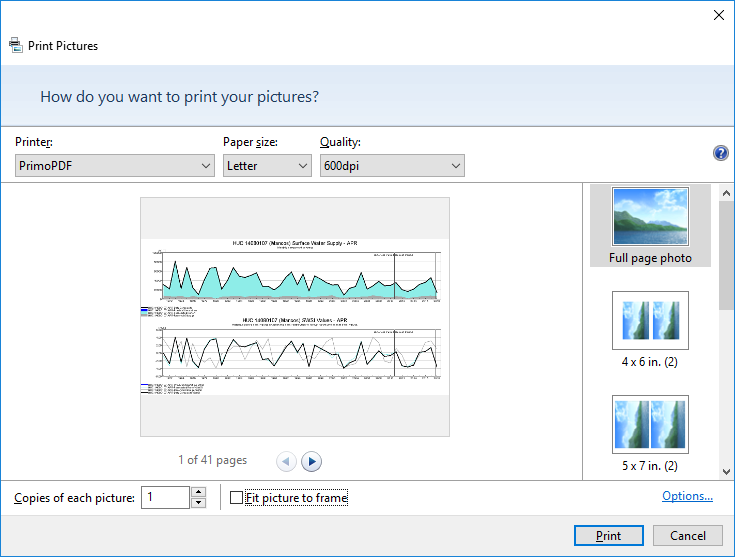 Print Pictures
How do you want to print your pictures?
Printer:
Paper size:
Quality:
PrimoPDF
Letter
600dpi
HUC 14080107 (Mancos) Surface Water Supply - APR
HUC 14080107 (Mancos) SWSI Values - APR
Full page photo
4 x 6 in. (2)
5 x 7 in. (2)
1 of 41 pages
Copies of each picture:
1
Fit picture to frame
Options...
Print
Cancel